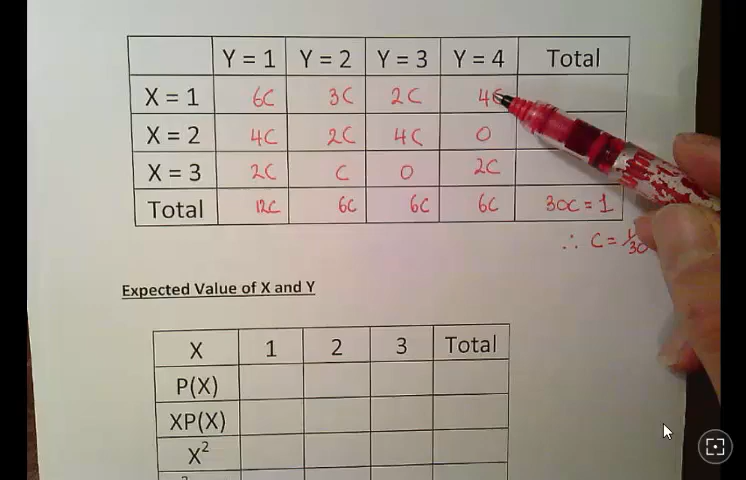 Y = 1 Y = 2 Y = 3 Y = 4 Total
X = 1 6C 3C 2C 4C
X = 2 4C 2C 4C 0
X = 3 2C C 0 2C
Total 12C 6C 6C 6C 30C = 1
∴ C = 1/30
Expected Value of X and Y
X 1 2 3 Total
P(X)
XP(X)
X²